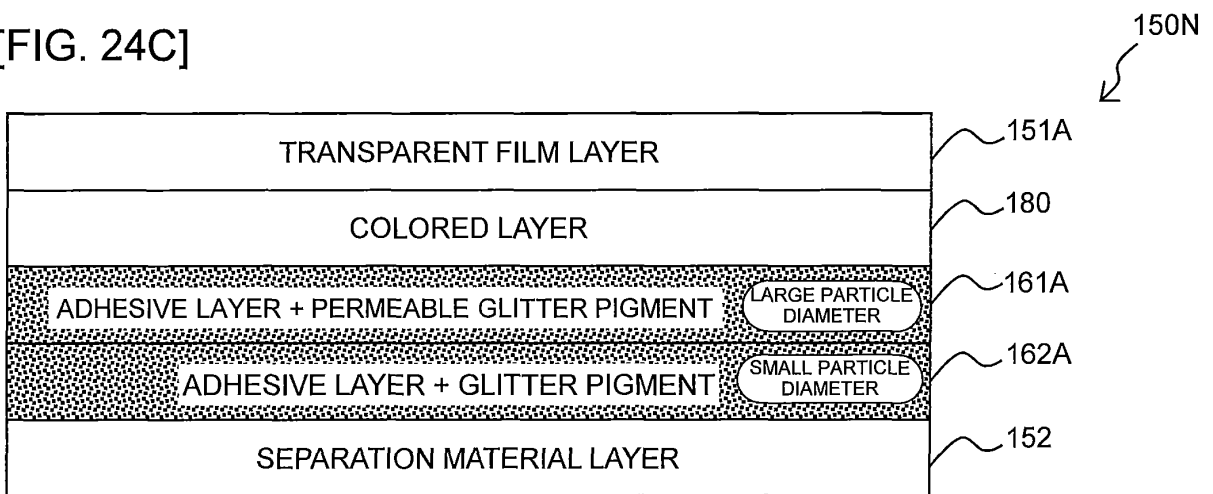 [FIG. 24C]
150N
TRANSPARENT FILM LAYER
151A
COLORED LAYER
180
ADHESIVE LAYER + PERMEABLE GLITTER PIGMENT
LARGE PARTICLE
DIAMETER
161A
ADHESIVE LAYER + GLITTER PIGMENT
SMALL PARTICLE
DIAMETER
162A
SEPARATION MATERIAL LAYER
152